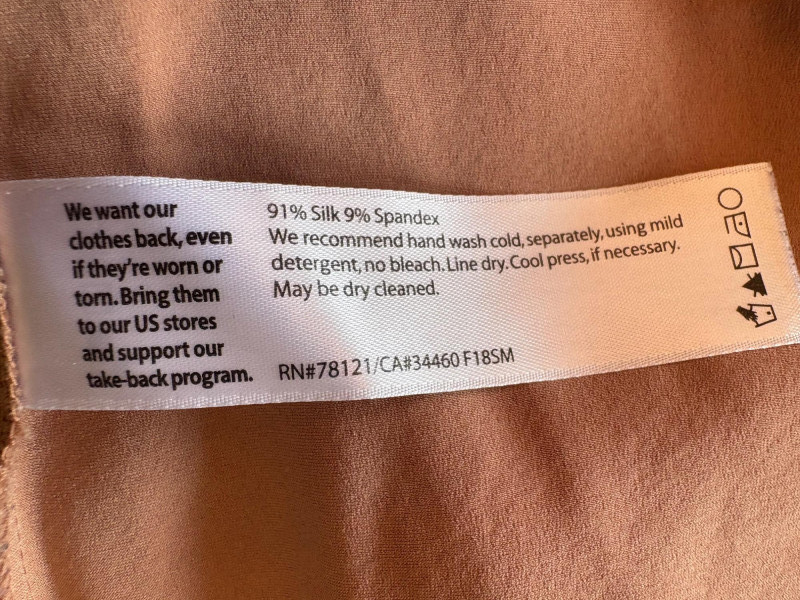 We want our
clothes back, even
if they're worn or
torn. Bring them
to our US stores
and support our
take-back program.
91% Silk 9% Spandex
We recommend hand wash cold, separately, using mild
detergent, no bleach. Line dry. Cool press, if necessary.
May be dry cleaned.
RN#78121/CA#34460 F18SM